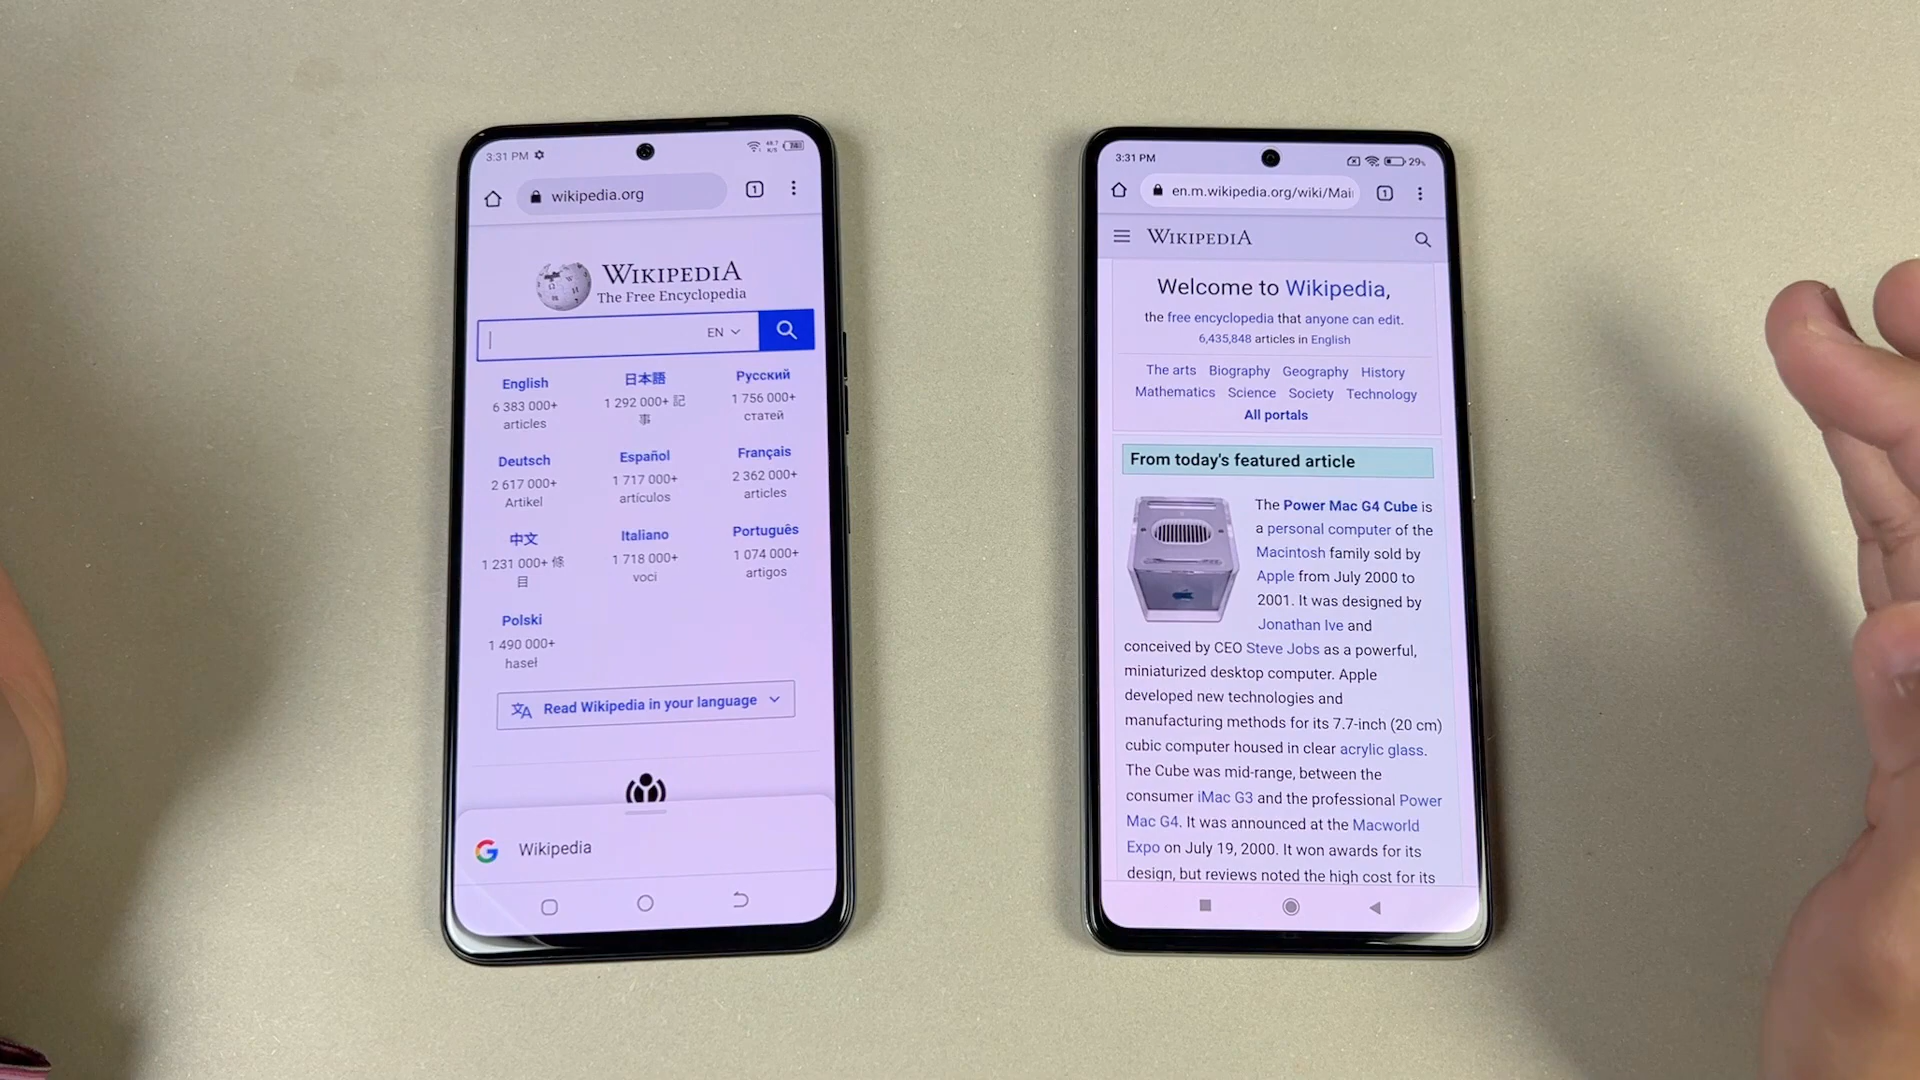 3:31 PM
wikipedia.org
1
WIKIPEDIA
The Free Encyclopedia
EN
English
6 383 000+
articles
日本語
1 292 000+ 記
事
Русский
1 756 000+
статей
Deutsch
2 617 000+
Artikel
Español
1 717 000+
artículos
Français
2 362 000+
articles
中文
1 231 000+ 條
目
Italiano
1 718 000+
voci
Português
1 074 000+
artigos
Polski
1 490 000+
haseł
Read Wikipedia in your language
Wikipedia
3:31 PM
29%
en.m.wikipedia.org/wiki/Mai
1
WIKIPEDIA
Welcome to Wikipedia,
the free encyclopedia that anyone can edit.
6,435,848 articles in English
The arts Biography Geography History
Mathematics Science Society Technology
All portals
From today's featured article
The Power Mac G4 Cube is
a personal computer of the
Macintosh family sold by
Apple from July 2000 to
2001. It was designed by
Jonathan Ive and
conceived by CEO Steve Jobs as a powerful,
miniaturized desktop computer. Apple
developed new technologies and
manufacturing methods for its 7.7-inch (20 cm)
cubic computer housed in clear acrylic glass.
The Cube was mid-range, between the
consumer iMac G3 and the professional Power
Mac G4. It was announced at the Macworld
Expo on July 19, 2000. It won awards for its
design, but reviews noted the high cost for its